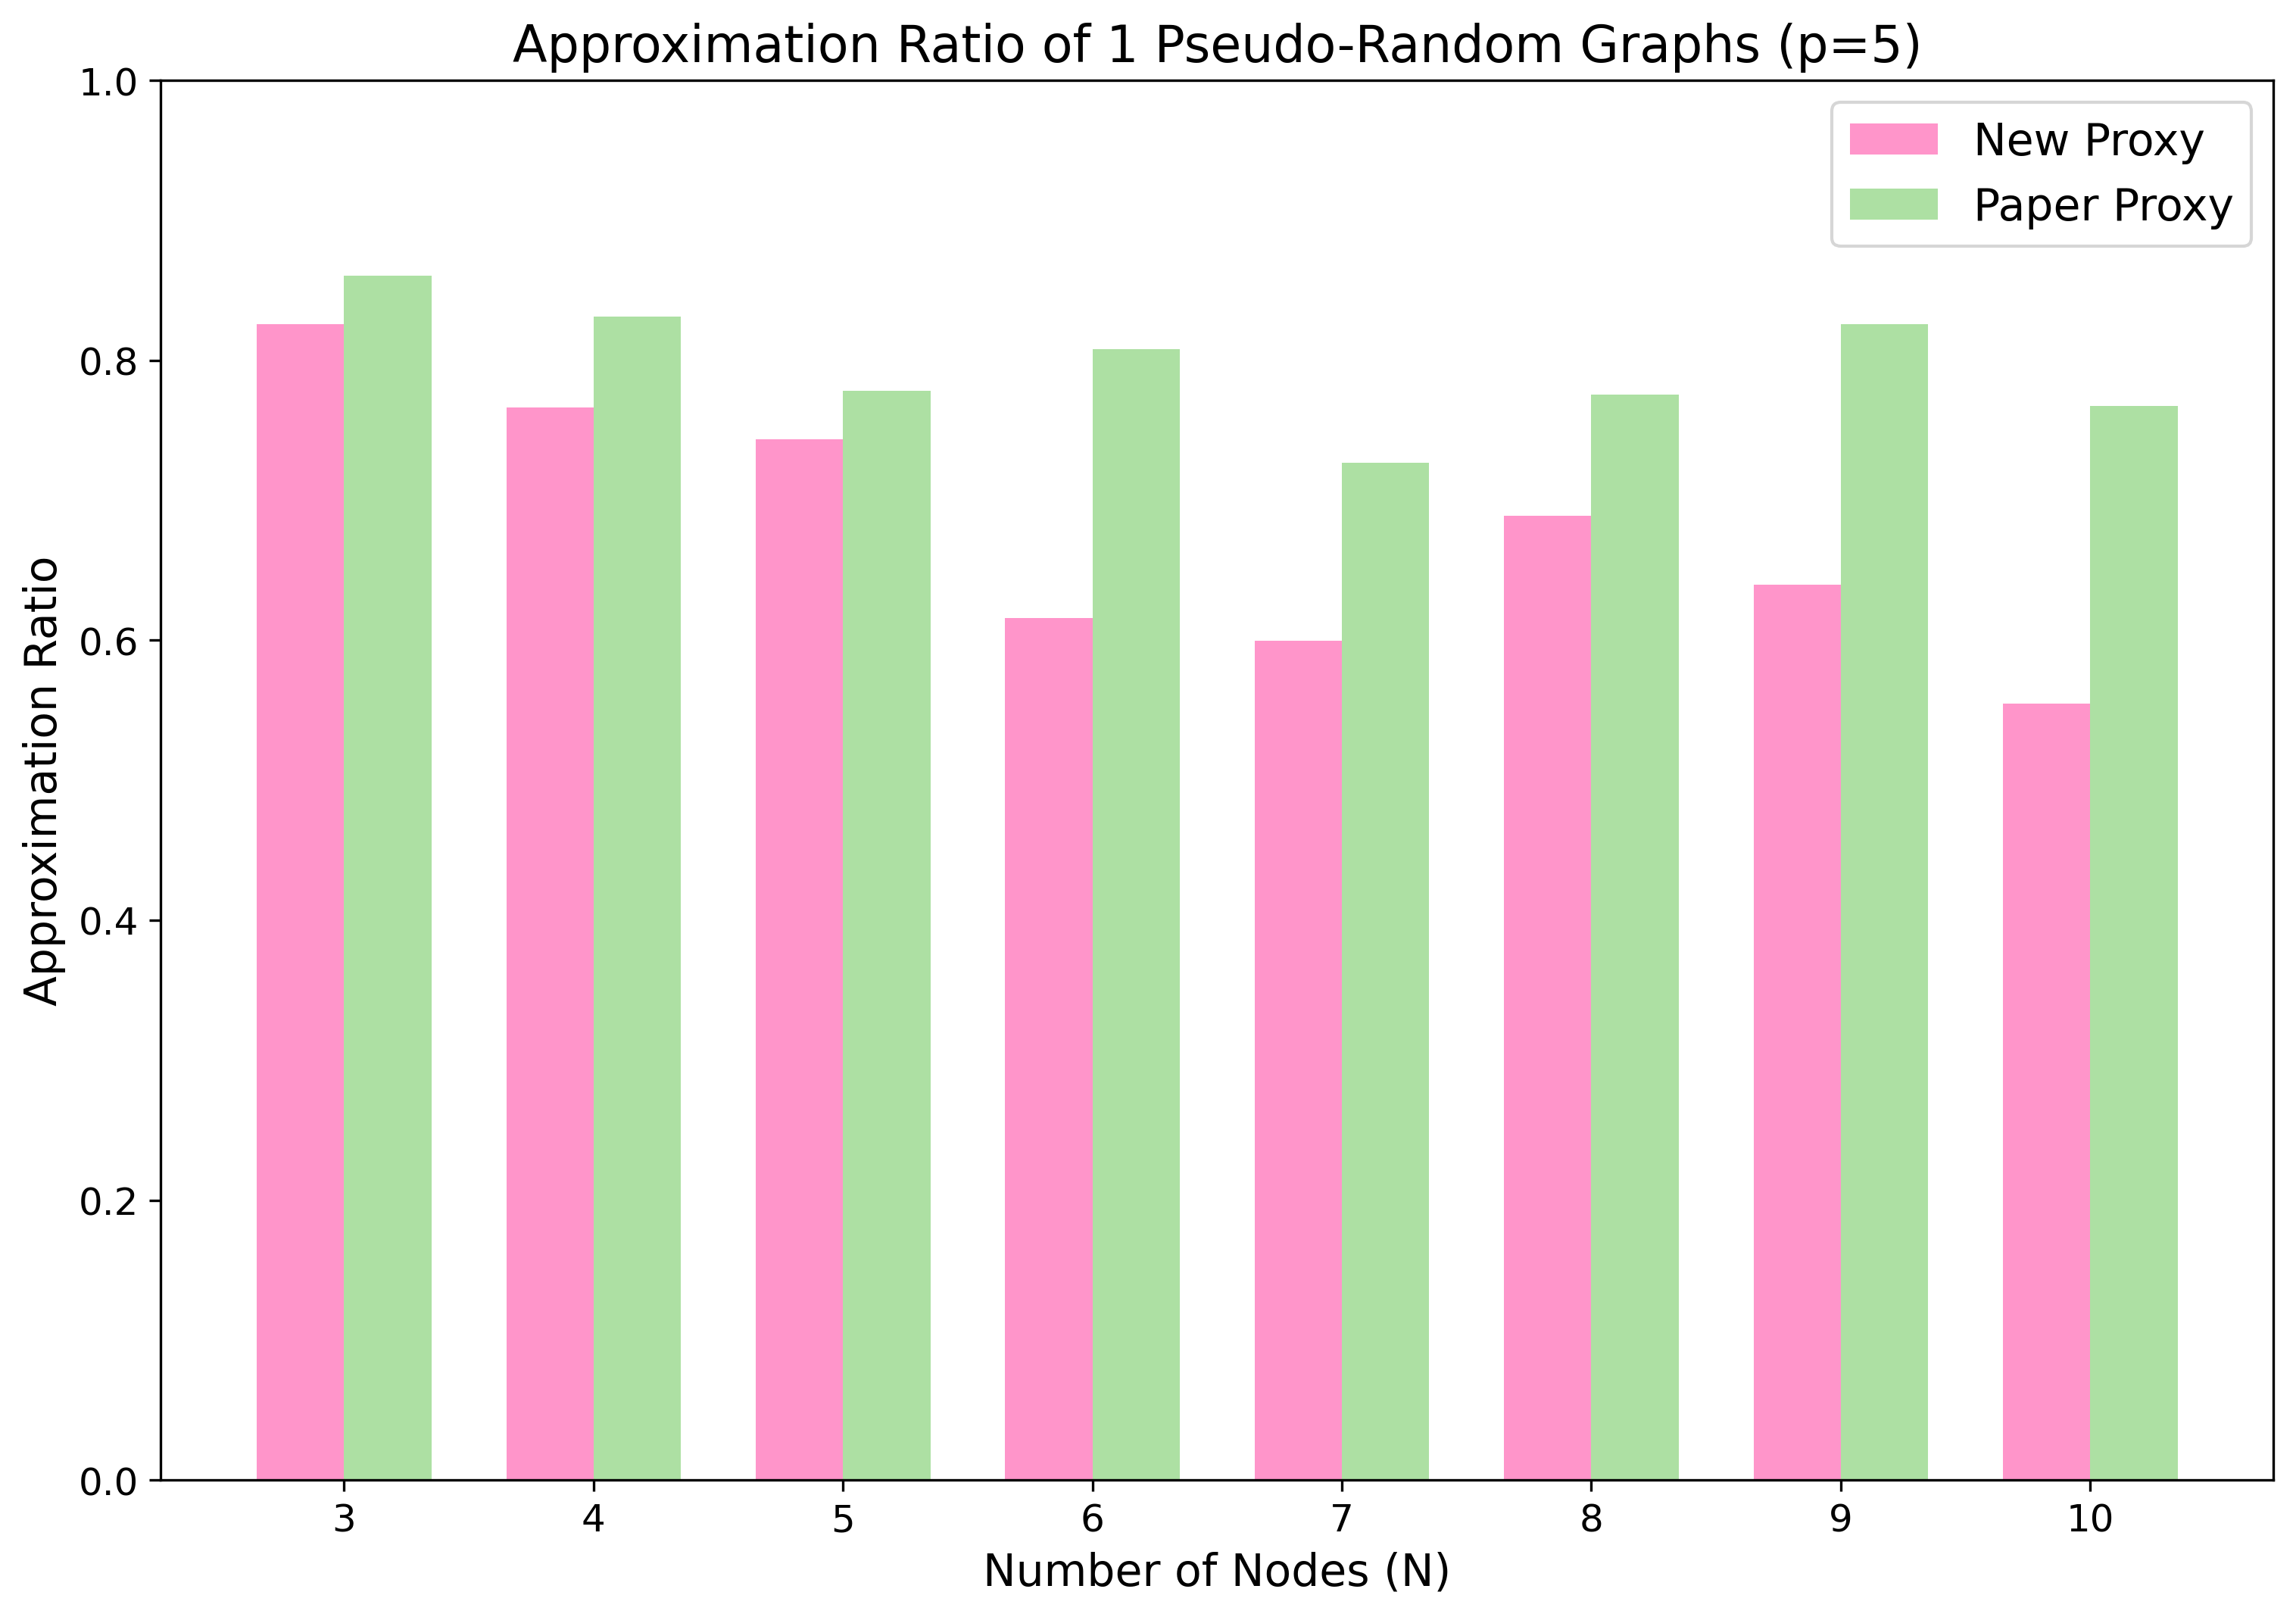 Approximation Ratio of 1 Pseudo-Random Graphs (p=5)
New Proxy
Paper Proxy
Approximation Ratio
1.0
0.8
0.6
0.4
0.2
0.0
3 4 5 6 7 8 9 10
Number of Nodes (N)